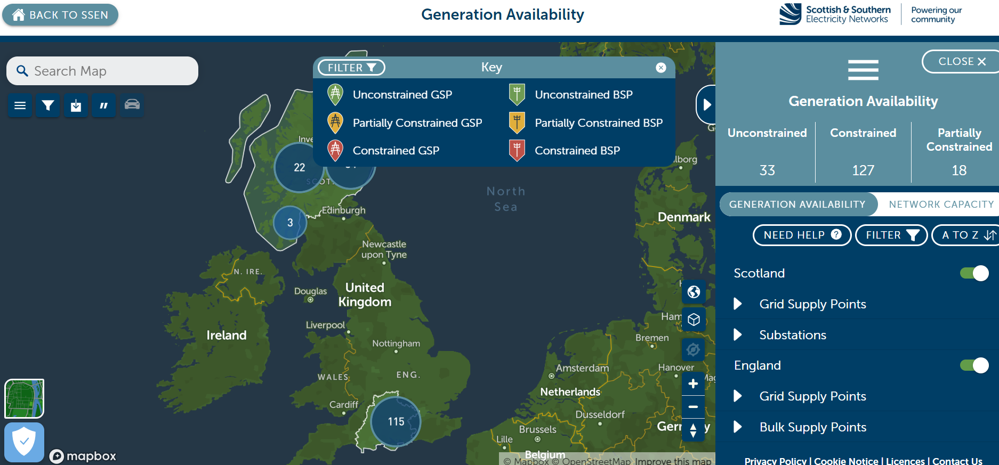 BACK TO SSEN
Generation Availability
Scottish & Southern
Electricity Networks
Powering our
community
Search Map
FILTER
Key
Unconstrained GSP
Unconstrained BSP
Partially Constrained GSP
Partially Constrained BSP
Constrained GSP
Constrained BSP
CLOSE
Generation Availability
Unconstrained
Constrained
Partially
Constrained
33
127
18
GENERATION AVAILABILITY
NETWORK CAPACITY
NEED HELP ?
FILTER
A TO Z
Scotland
Grid Supply Points
Substations
England
Grid Supply Points
Bulk Supply Points
Privacy Policy | Cookie Notice | Licences | Contact Us
Inve
22
SCOT.
3
Edinburgh
North
Sea
lborg
Denmark
Newcastle
upon Tyne
N. IRE.
Douglas
United
Kingdom
Liverpool
Ireland
Nottingham
Ham
Bremen
Amsterdam
Hanover
Mag
WALES
ENG.
Netherlands
Cardiff
115
Dusseldorf
Brussels
Lille
Belgium
mapbox
© Mapbox © OpenStreetMap Improve this map